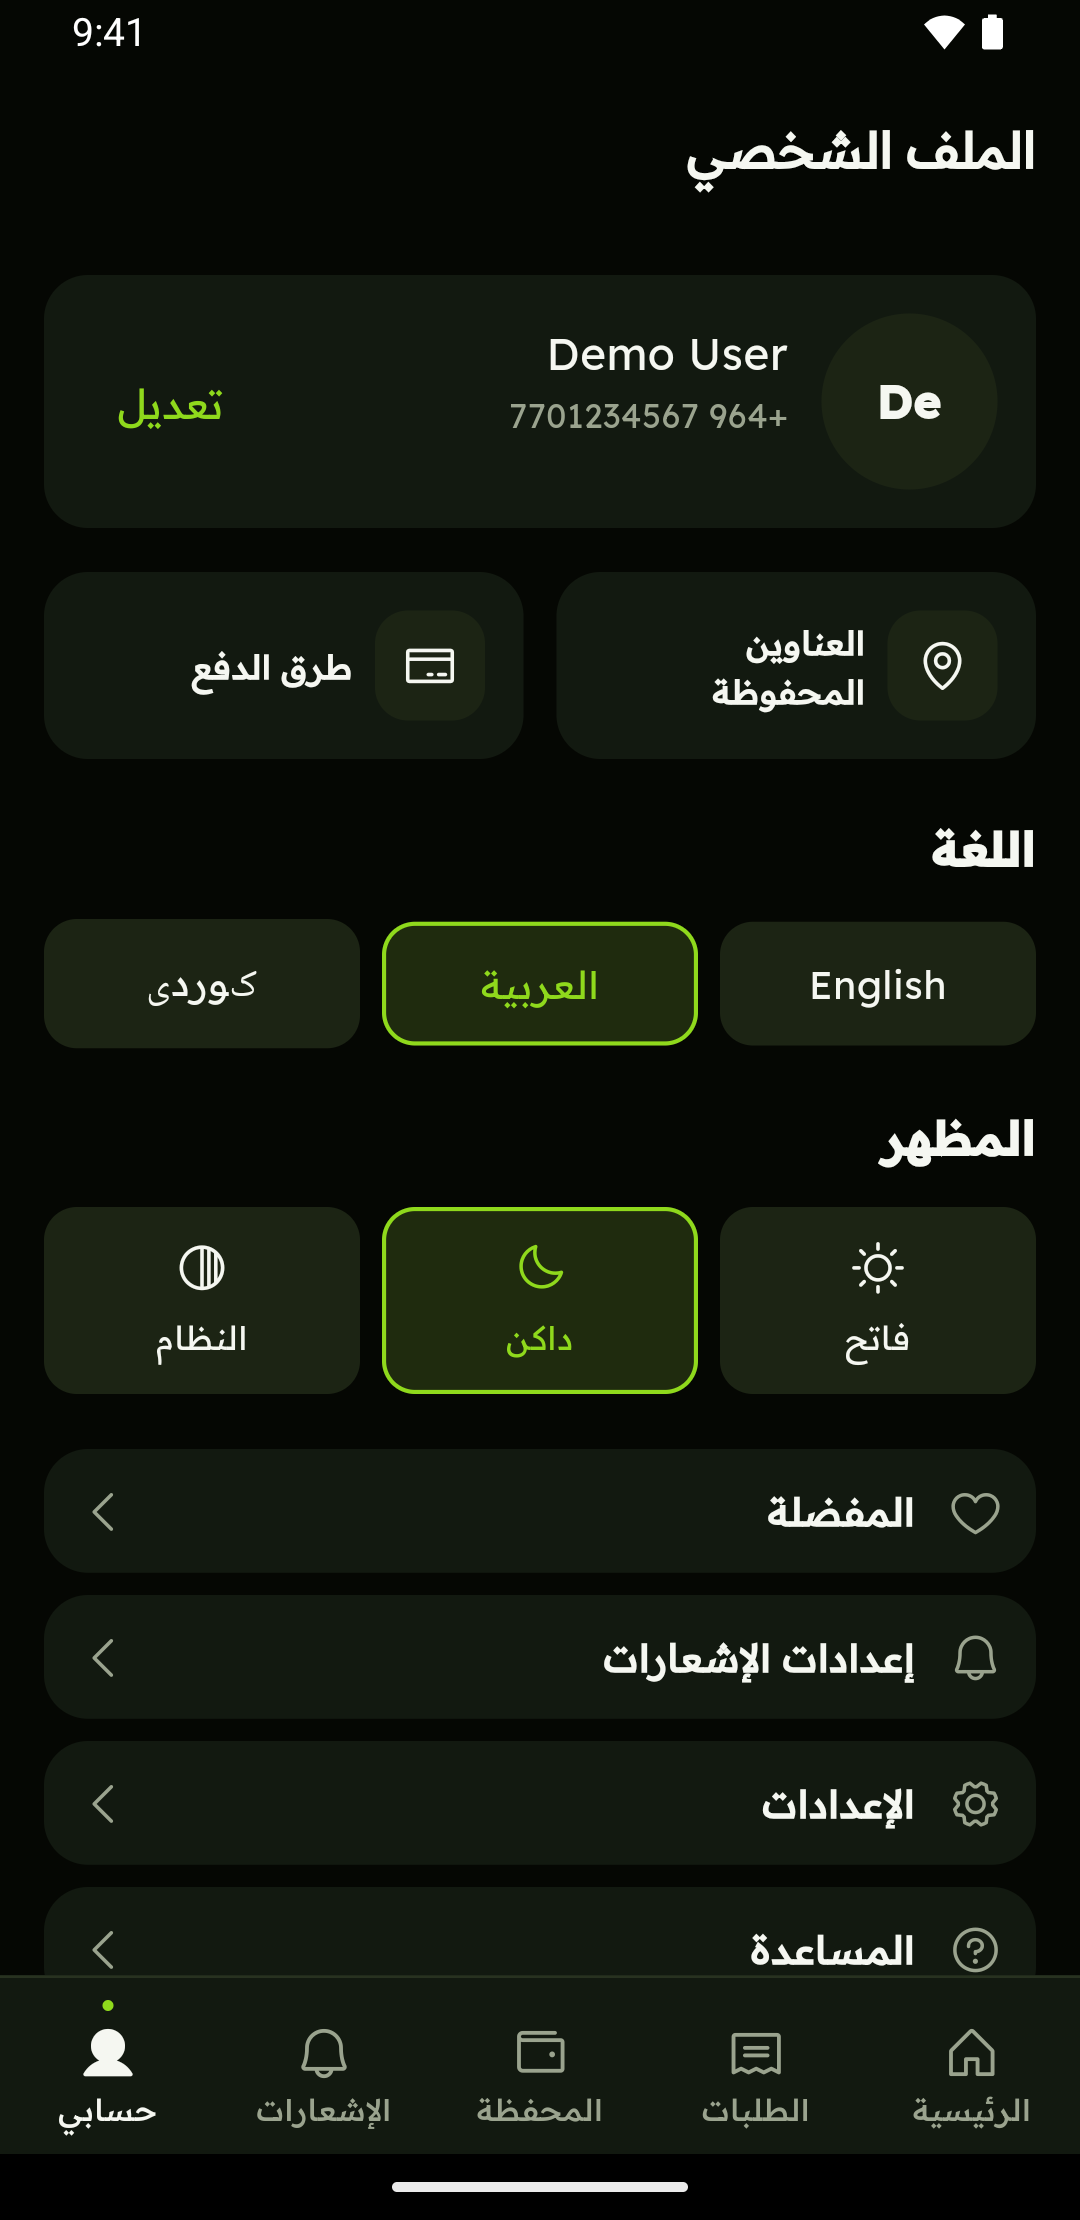 9:41
الملف الشخصي
De
Demo User
7701234567 964+
تعديل
العناوين
المحفوظة
طرق الدفع
اللغة
English
العربية
کوردی
المظهر
فاتح
داكن
النظام
المفضلة
إعدادات الإشعارات
الإعدادات
المساعدة
الرئيسية
الطلبات
المحفظة
الإشعارات
حسابي